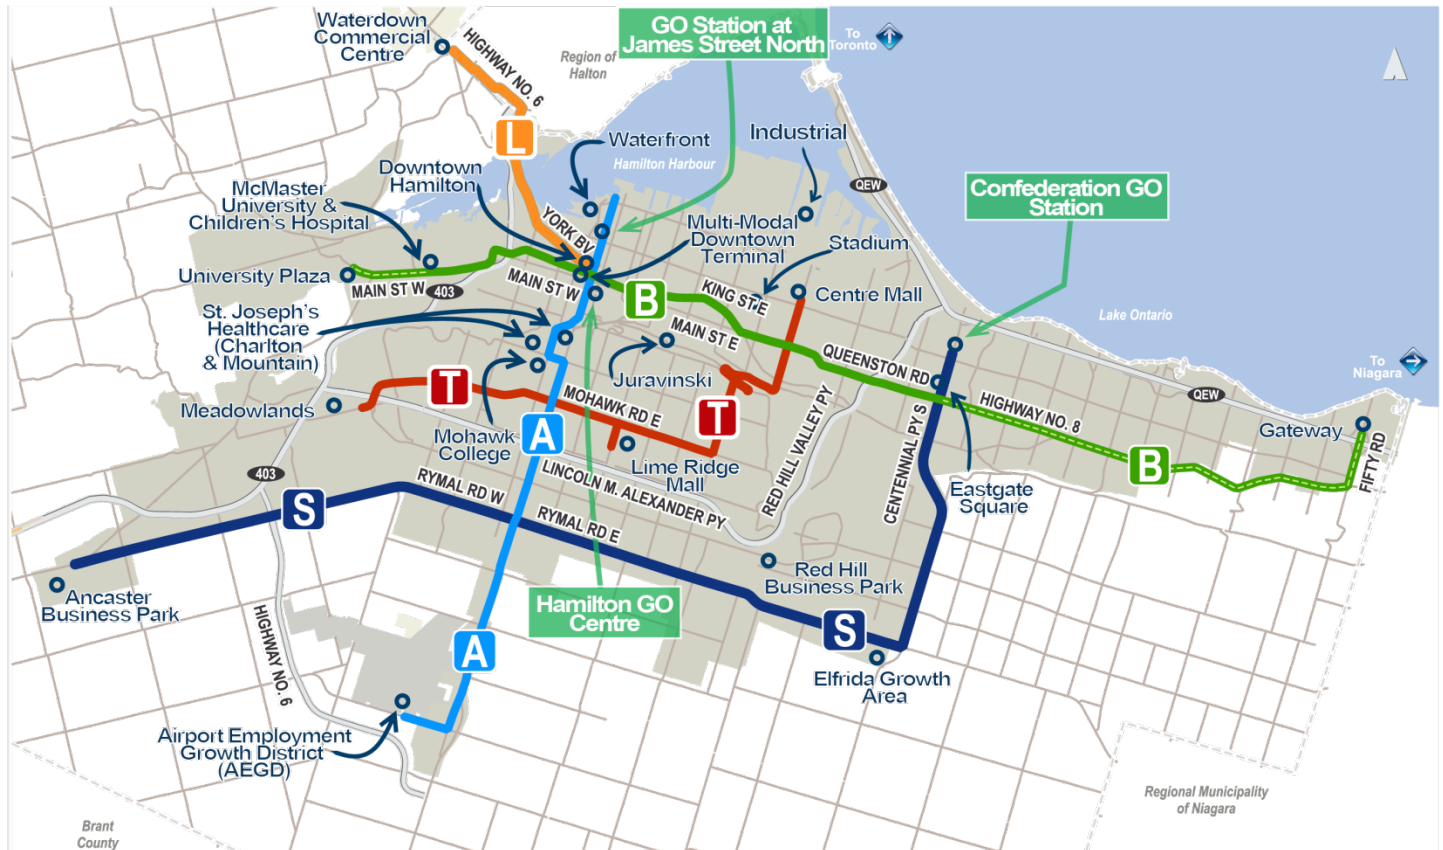 Waterdown
Commercial
Centre
HIGHWAY NO. 6
Region of
Halton
GO Station at
James Street North
To
Toronto
L
Waterfront
Industrial
Hamilton Harbour
Downtown
Hamilton
McMaster
University &
Children's Hospital
QEW
Confederation GO
Station
YORK BV
Multi-Modal
Downtown
Terminal
Stadium
University Plaza
MAIN ST W
403
MAIN ST W
B
KING ST E
Centre Mall
MAIN ST E
Lake Ontario
St. Joseph's
Healthcare
(Charlton
& Mountain)
QUEENSTON RD
To
Niagara
Juravinski
T
MOHAWK RD E
T
HIGHWAY NO. 8
QEW
Meadowlands
Mohawk
College
A
Lime Ridge
Mall
RED HILL VALLEY PY
CENTENNIAL PY S
Gateway
FIFTY RD
B
403
LINCOLN M. ALEXANDER PY
Eastgate
Square
S
RYMAL RD W
RYMAL RD E
Red Hill
Business Park
Ancaster
Business Park
Hamilton GO
Centre
HIGHWAY NO. 6
A
S
Elfrida Growth
Area
Airport Employment
Growth District
(AEGD)
Regional Municipality
of Niagara
Brant
County